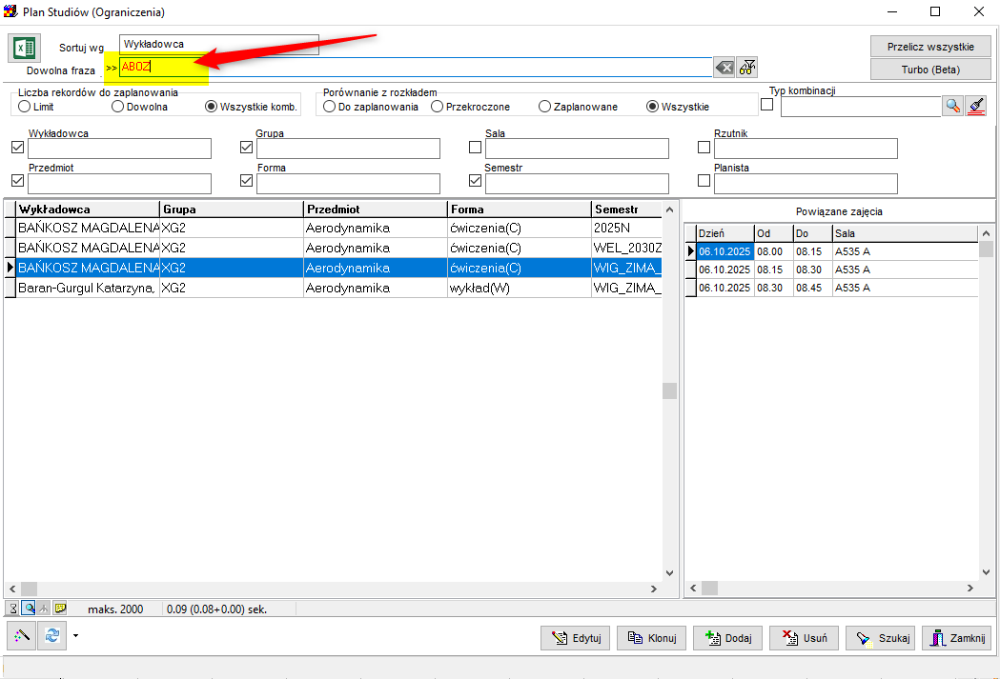 Plan Studiów (Ograniczenia)
Sortuj wg Wykładowca Przelicz wszystkie
Dowolna fraza >> ABOZ Turbo (Beta)
Liczba rekordów do zaplanowania Porównanie z rozkładem Typ kombinacji
Limit Dowolna Wszystkie komb. Do zaplanowania Przekroczone Zaplanowane Wszystkie
Wykładowca Grupa Sala Rzutnik
Przedmiot Forma Semestr Planista
Powiązane zajęcia
Wykładowca Grupa Przedmiot Forma Semestr
BAŃKOSZ MAGDALENA XG2 Aerodynamika ćwiczenia(C) 2025N
BAŃKOSZ MAGDALENA XG2 Aerodynamika ćwiczenia(C) WEL_2030Z
BAŃKOSZ MAGDALENA XG2 Aerodynamika ćwiczenia(C) WIG_ZIMA_
Baran-Gurgul Katarzyna, XG2 Aerodynamika wykład(W) WIG_ZIMA_
Dzień Od Do Sala
06.10.2025 08.00 08.15 A535 A
06.10.2025 08.15 08.30 A535 A
06.10.2025 08.30 08.45 A535 A
maks. 2000 0.09 (0.08+0.00) sek.
Edytuj Klonuj Dodaj Usuń Szukaj Zamknij